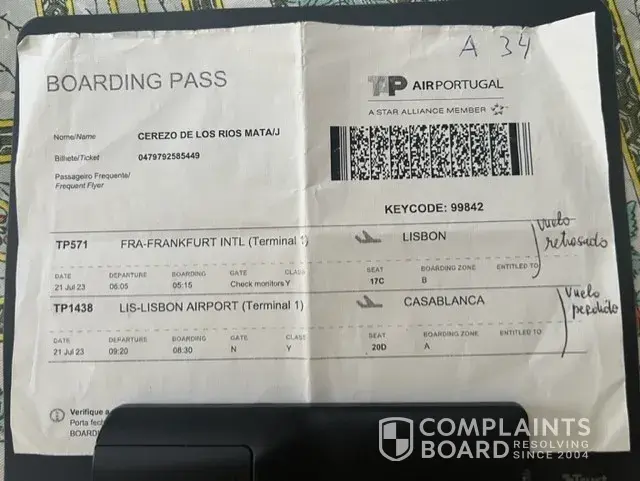 A 34
BOARDING PASS
TAP AIRPORTUGAL
A STAR ALLIANCE MEMBER
Nome/Name CEREZO DE LOS RIOS MATA/J
Bilhete/Ticket 0479792585449
Passageiro Frequente/
Frequent Flyer
KEYCODE: 99842
TP571 FRA-FRANKFURT INTL (Terminal 1) LISBON
DATE DEPARTURE BOARDING GATE CLASS SEAT BOARDING ZONE ENTITLED TO
21 Jul 23 06:05 05:15 Check monitors Y 17C B
vuelo
retrasado
TP1438 LIS-LISBON AIRPORT (Terminal 1) CASABLANCA
DATE DEPARTURE BOARDING GATE CLASS SEAT BOARDING ZONE ENTITLED TO
21 Jul 23 09:20 08:30 N Y 20D A
vuelo
perdido
Verifique a
Porta fec
BOARD
COMPLAINTS
BOARD RESOLVING
SINCE 2004